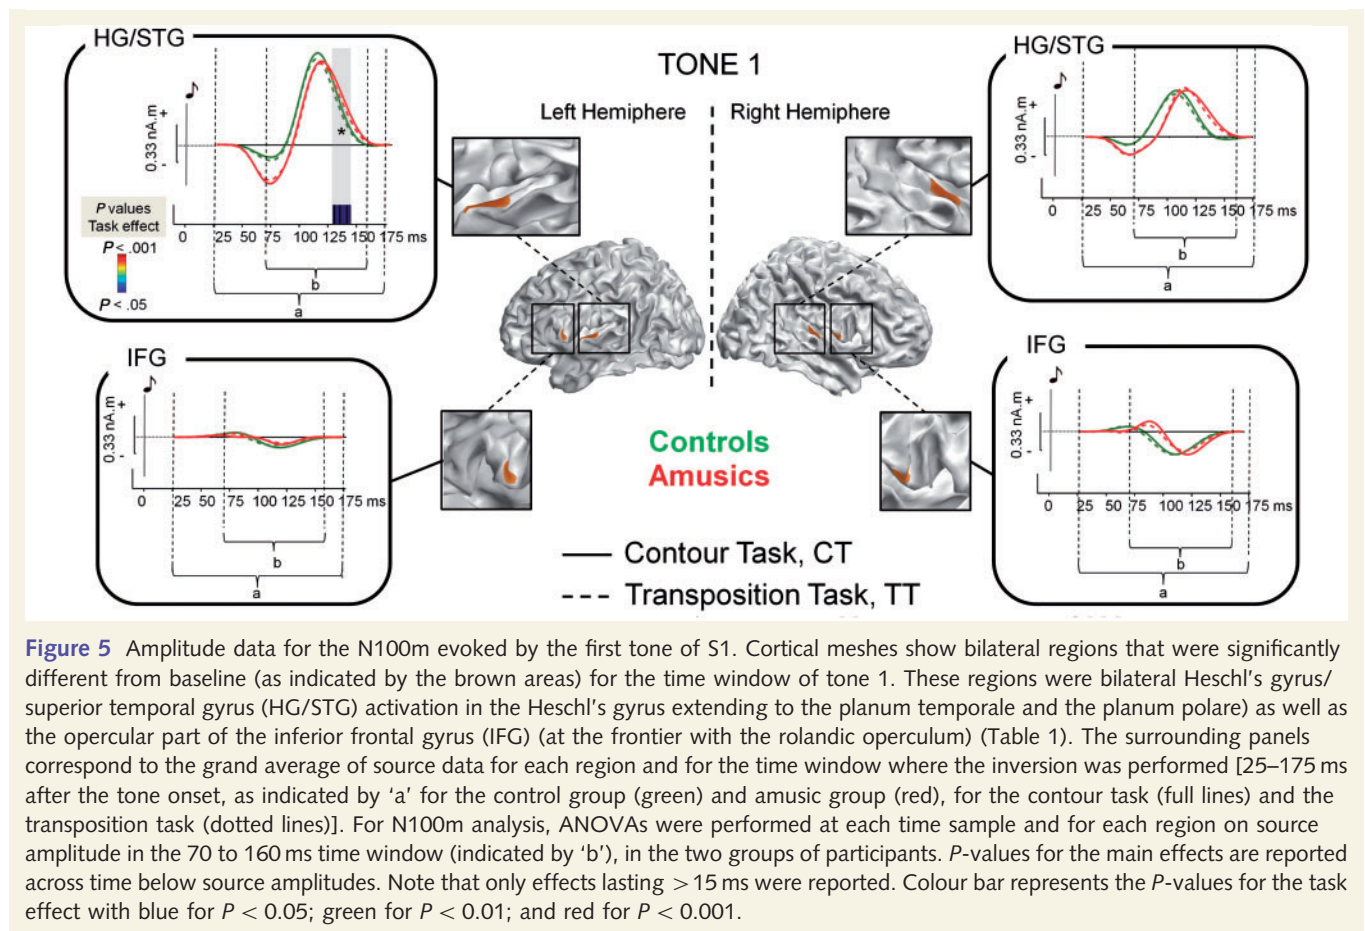 HG/STG
0.33 nA.m
+
-
*
P values
Task effect
P < .001
P < .05
0 25 50 75 100 125 150 175 ms
b
a
TONE 1
Left Hemiphere
Right Hemiphere
HG/STG
0.33 nA.m
+
-
0 25 50 75 100 125 150 175 ms
b
a
IFG
0.33 nA.m
+
-
0 25 50 75 100 125 150 175 ms
b
a
Controls
Amusics
Contour Task, CT
Transposition Task, TT
IFG
0.33 nA.m
+
-
0 25 50 75 100 125 150 175 ms
b
a
Figure 5 Amplitude data for the N100m evoked by the first tone of S1. Cortical meshes show bilateral regions that were significantly
different from baseline (as indicated by the brown areas) for the time window of tone 1. These regions were bilateral Heschl's gyrus/
superior temporal gyrus (HG/STG) activation in the Heschl's gyrus extending to the planum temporale and the planum polare) as well as
the opercular part of the inferior frontal gyrus (IFG) (at the frontier with the rolandic operculum) (Table 1). The surrounding panels
correspond to the grand average of source data for each region and for the time window where the inversion was performed [25–175 ms
after the tone onset, as indicated by 'a' for the control group (green) and amusic group (red), for the contour task (full lines) and the
transposition task (dotted lines)]. For N100m analysis, ANOVAs were performed at each time sample and for each region on source
amplitude in the 70 to 160 ms time window (indicated by 'b'), in the two groups of participants. P-values for the main effects are reported
across time below source amplitudes. Note that only effects lasting >15 ms were reported. Colour bar represents the P-values for the task
effect with blue for P < 0.05; green for P < 0.01; and red for P < 0.001.